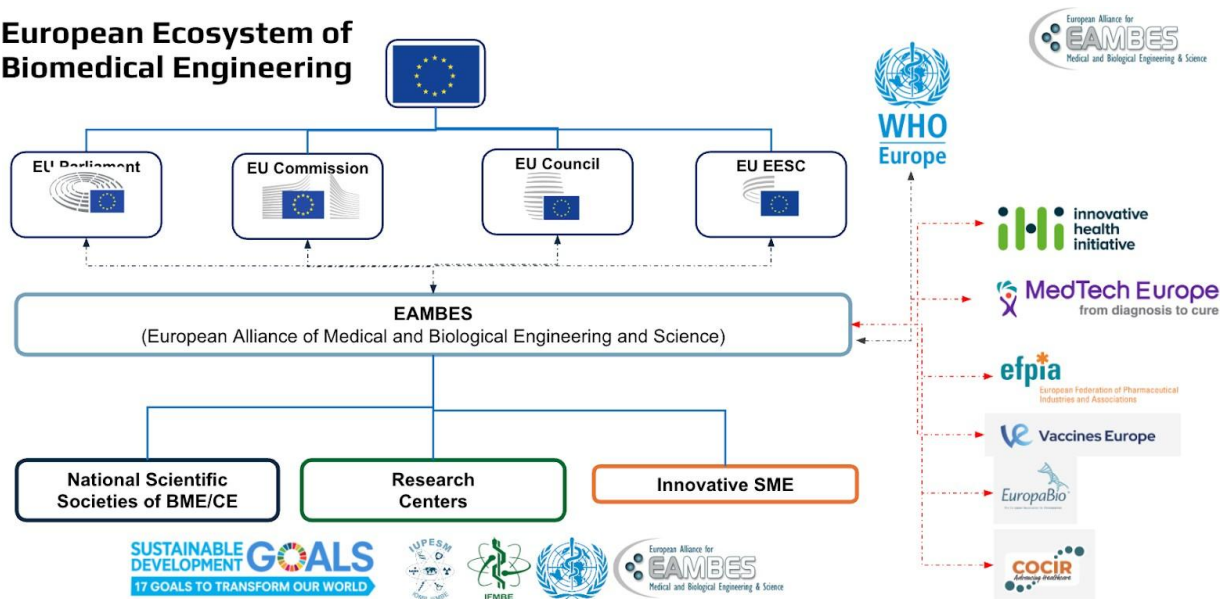 European Ecosystem of
Biomedical Engineering
European Alliance for
EAMBES
Medical and Biological Engineering & Science
WHO
Europe
EU Parliament
EU Commission
EU Council
EU EESC
innovative
health
initiative
iHi
MedTech Europe
from diagnosis to cure
EAMBES
(European Alliance of Medical and Biological Engineering and Science)
efpia
European Federation of Pharmaceutical
Industries and Associations
Vaccines Europe
National Scientific
Societies of BME/CE
Research
Centers
Innovative SME
EuropaBio
SUSTAINABLE
DEVELOPMENT GOALS
17 GOALS TO TRANSFORM OUR WORLD
IUPESM
IFMBE
European Alliance for
EAMBES
Medical and Biological Engineering & Science
COCIR
Advancing Healthcare